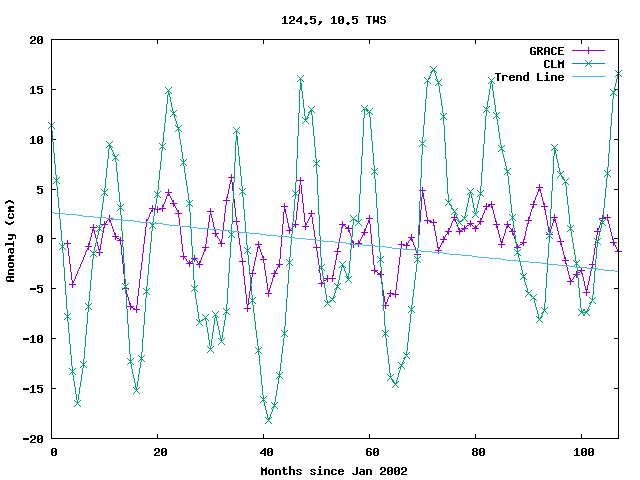 124.5, 10.5 TWS
GRACE
CLM
Trend Line
Anomaly (cm)
20
15
10
5
0
-5
-10
-15
-20
0 20 40 60 80 100
Months since Jan 2002